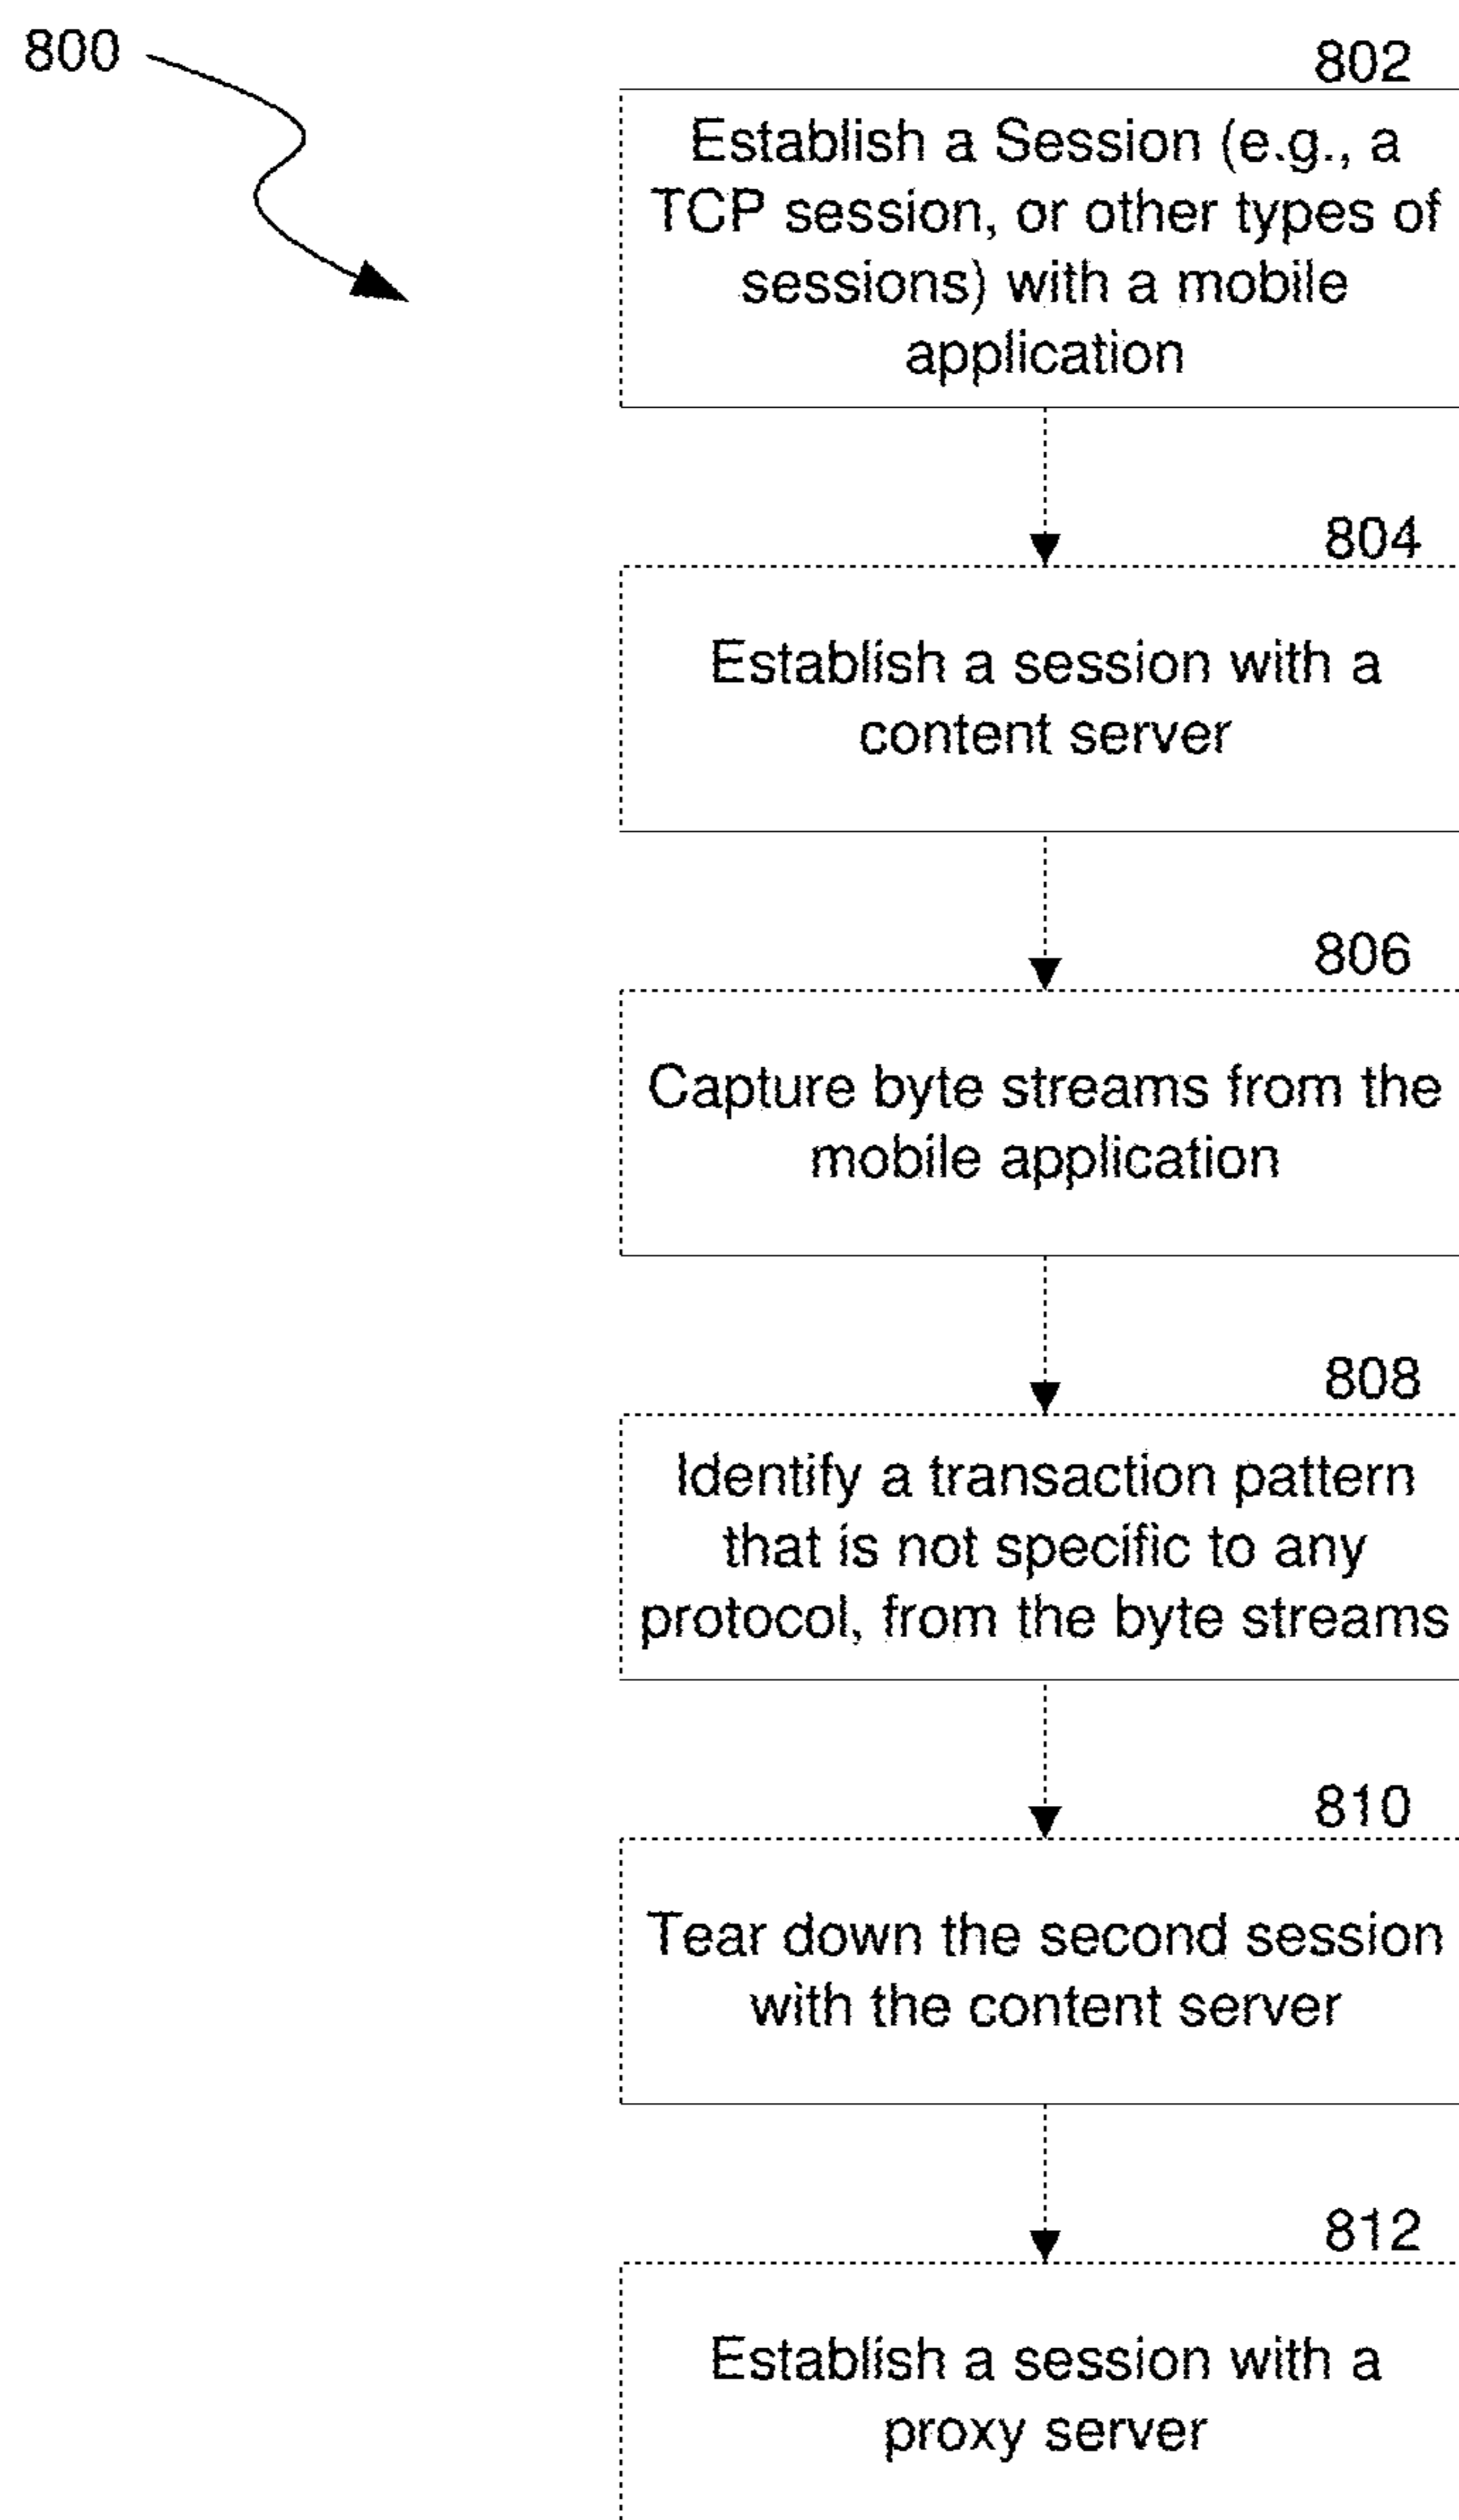 800
802
Establish a Session (e.g., a
TCP session, or other types of
sessions) with a mobile
application
804
Establish a session with a
content server
806
Capture byte streams from the
mobile application
808
Identify a transaction pattern
that is not specific to any
protocol, from the byte streams
810
Tear down the second session
with the content server
812
Establish a session with a
proxy server